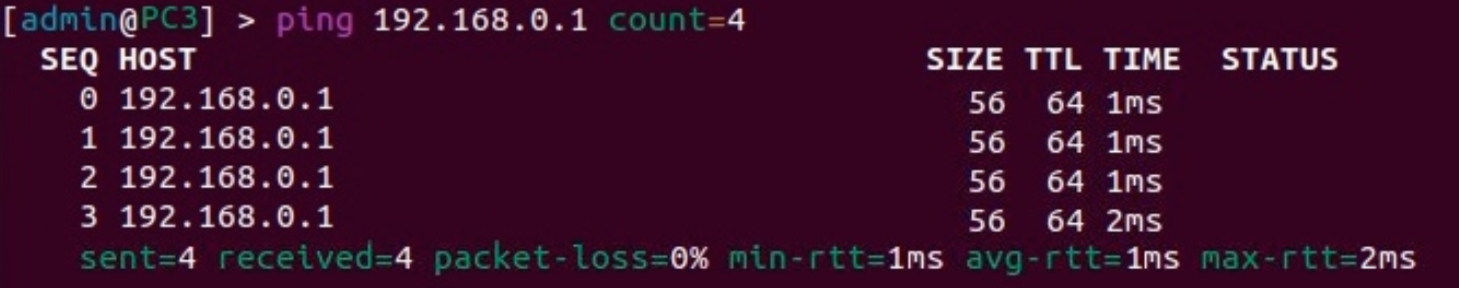 [admin@PC3] > ping 192.168.0.1 count=4
SEQ HOST SIZE TTL TIME STATUS
0 192.168.0.1 56 64 1ms
1 192.168.0.1 56 64 1ms
2 192.168.0.1 56 64 1ms
3 192.168.0.1 56 64 2ms
sent=4 received=4 packet-loss=0% min-rtt=1ms avg-rtt=1ms max-rtt=2ms